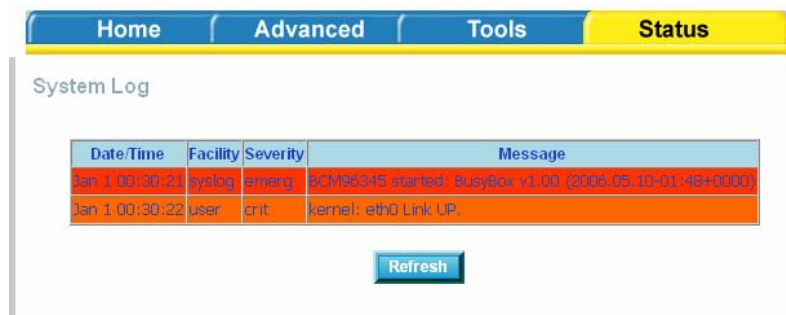 Home Advanced Tools Status
System Log
Date/Time Facility Severity Message
Jan 1 00:30:21 syslog emerg BCM96345 started: BusyBox v1.00 (2006.05.10-01:48+0000)
Jan 1 00:30:22 user crit kernel: eth0 Link UP.
Refresh